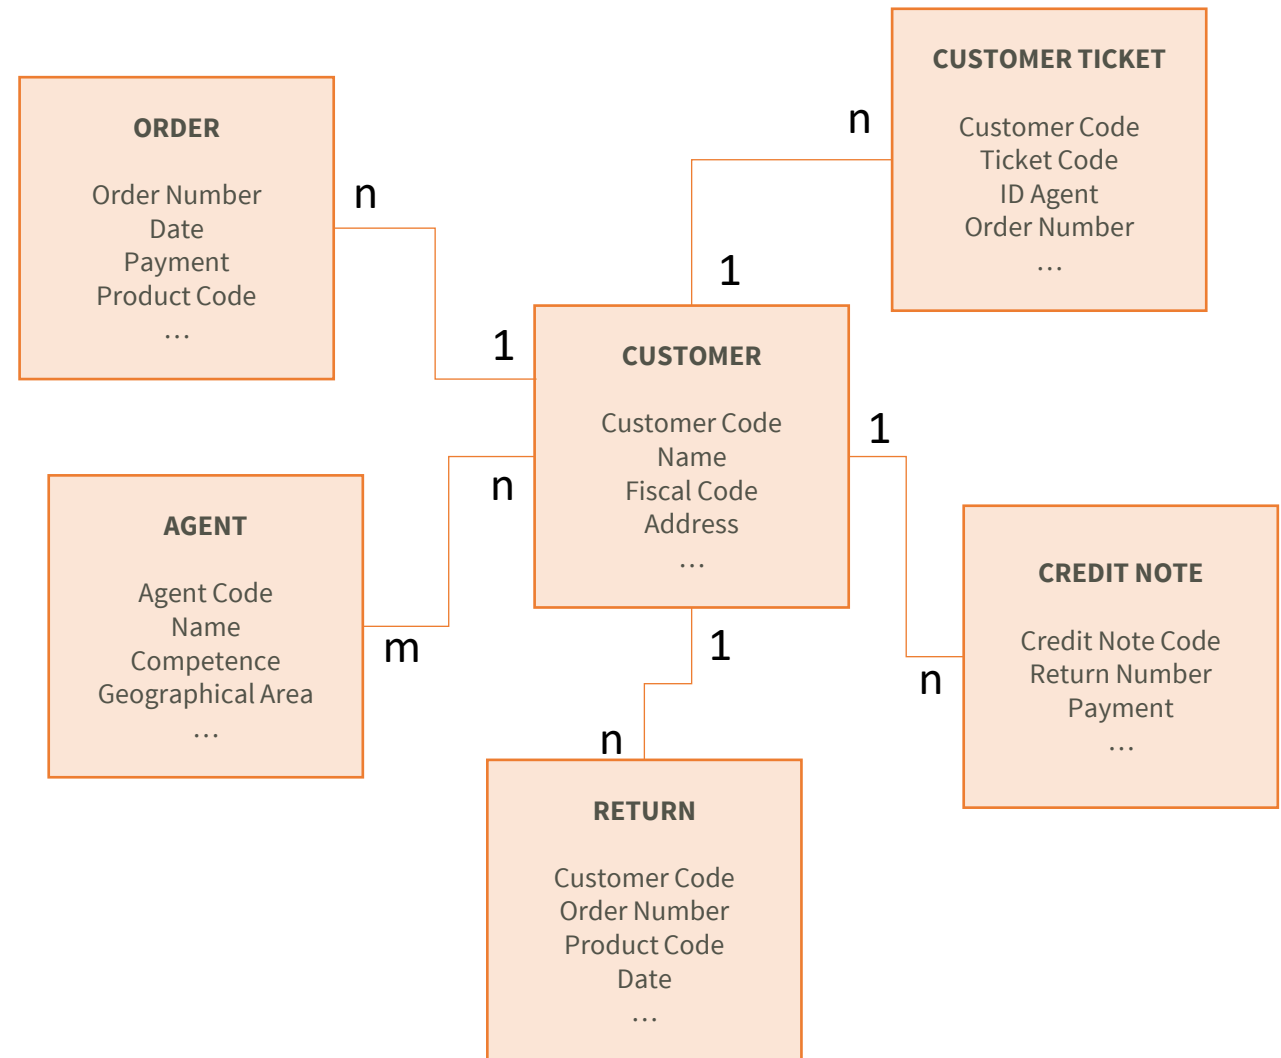 CUSTOMER TICKET
Customer Code
Ticket Code
ID Agent
Order Number
…
n
ORDER
Order Number
Date
Payment
Product Code
…
n
1
1
CUSTOMER
Customer Code
Name
Fiscal Code
Address
…
1
n
AGENT
Agent Code
Name
Competence
Geographical Area
…
m
CREDIT NOTE
Credit Note Code
Return Number
Payment
…
n
1
n
RETURN
Customer Code
Order Number
Product Code
Date
…